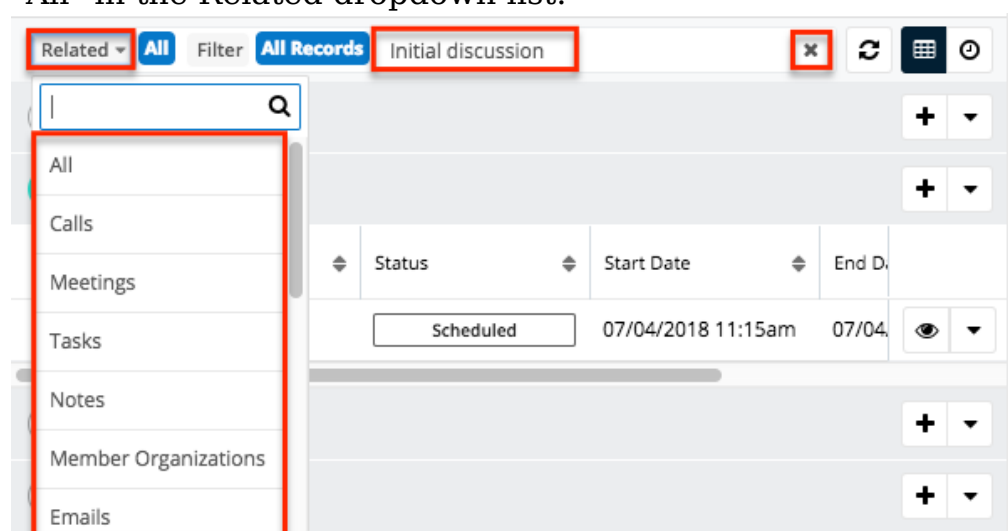 "All" in the Related dropdown list.
Related All Filter All Records Initial discussion
All
Calls
Meetings
Status Start Date End Da
Tasks
Scheduled 07/04/2018 11:15am 07/04
Notes
Member Organizations
Emails